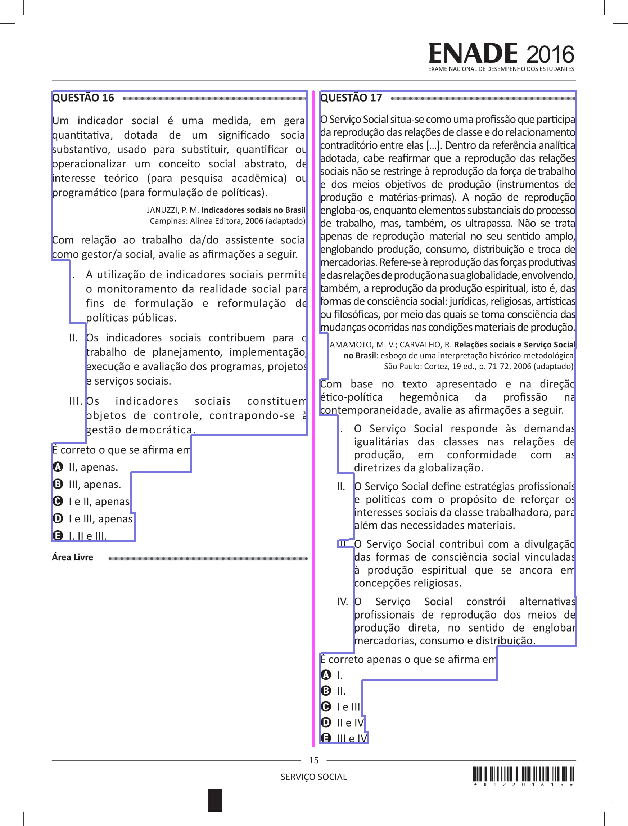 ENADE 2016
EXAME NACIONAL DE DESEMPENHO DOS ESTUDANTES
QUESTÃO 16
Um indicador social é uma medida, em geral
quantitativa, dotada de um significado social
substantivo, usado para substituir, quantificar ou
operacionalizar um conceito social abstrato, de
interesse teórico (para pesquisa acadêmica) ou
programático (para formulação de políticas).
JANUZZI, P. M. Indicadores sociais no Brasil.
Campinas: Alínea Editora, 2006 (adaptado).
Com relação ao trabalho da/do assistente social
como gestor/a social, avalie as afirmações a seguir.
I. A utilização de indicadores sociais permite
o monitoramento da realidade social para
fins de formulação e reformulação de
políticas públicas.
II. Os indicadores sociais contribuem para o
trabalho de planejamento, implementação,
execução e avaliação dos programas, projetos
e serviços sociais.
III. Os indicadores sociais constituem
objetos de controle, contrapondo-se à
gestão democrática.
É correto o que se afirma em
A II, apenas.
B III, apenas.
C I e II, apenas.
D I e III, apenas.
E I, II e III.
Área Livre
QUESTÃO 17
O Serviço Social situa-se como uma profissão que participa
da reprodução das relações de classe e do relacionamento
contraditório entre elas [...]. Dentro da referência analítica
adotada, cabe reafirmar que a reprodução das relações
sociais não se restringe à reprodução da força de trabalho
e dos meios objetivos de produção (instrumentos de
produção e matérias-primas). A noção de reprodução
engloba-os, enquanto elementos substanciais do processo
de trabalho, mas, também, os ultrapassa. Não se trata
apenas de reprodução material no seu sentido amplo,
englobando produção, consumo, distribuição e troca de
mercadorias. Refere-se à reprodução das forças produtivas
e das relações de produção na sua globalidade, envolvendo,
também, a reprodução da produção espiritual, isto é, das
formas de consciência social: jurídicas, religiosas, artísticas
ou filosóficas, por meio das quais se toma consciência das
mudanças ocorridas nas condições materiais de produção.
IAMAMOTO, M. V.; CARVALHO, R. Relações sociais e Serviço Social
no Brasil: esboço de uma interpretação histórico-metodológica.
São Paulo: Cortez, 19 ed., p. 71-72, 2006 (adaptado).
Com base no texto apresentado e na direção
ético-política hegemônica da profissão na
contemporaneidade, avalie as afirmações a seguir.
I. O Serviço Social responde às demandas
igualitárias das classes nas relações de
produção, em conformidade com as
diretrizes da globalização.
II. O Serviço Social define estratégias profissionais
e políticas com o propósito de reforçar os
interesses sociais da classe trabalhadora, para
além das necessidades materiais.
III. O Serviço Social contribui com a divulgação
das formas de consciência social vinculadas
à produção espiritual que se ancora em
concepções religiosas.
IV. O Serviço Social constrói alternativas
profissionais de reprodução dos meios de
produção direta, no sentido de englobar
mercadorias, consumo e distribuição.
É correto apenas o que se afirma em
A I.
B II.
C I e III.
D II e IV.
E III e IV.
15
SERVIÇO SOCIAL